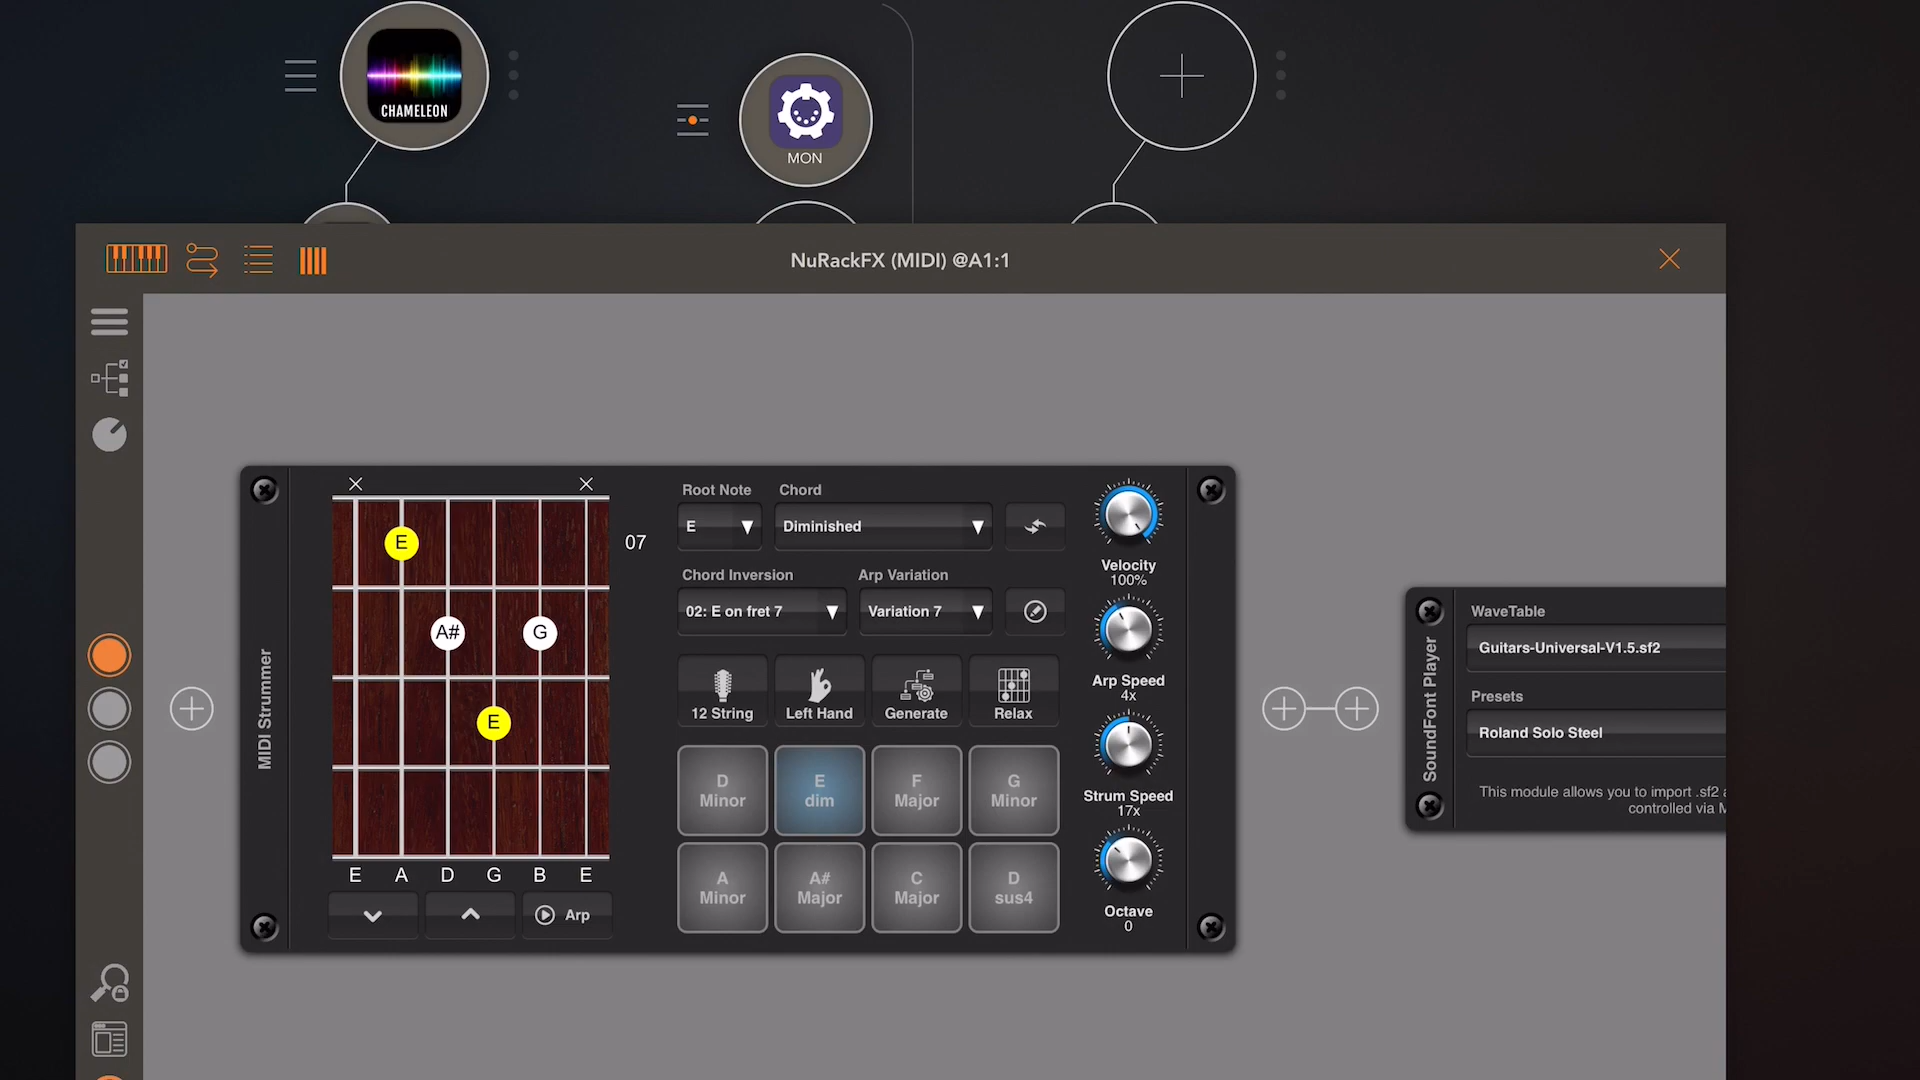 CHAMELEON
MON
NuRackFX (MIDI) @A1:1
MIDI Strummer
E
A#
G
E
E A D G B E
Arp
07
Root Note
Chord
E
Diminished
Chord Inversion
Arp Variation
02: E on fret 7
Variation 7
12 String
Left Hand
Generate
Relax
D
Minor
E
dim
F
Major
G
Minor
A
Minor
A#
Major
C
Major
D
sus4
Velocity
100%
Arp Speed
4x
Strum Speed
17x
Octave
0
SoundFont Player
WaveTable
Guitars-Universal-V1.5.sf2
Presets
Roland Solo Steel
This module allows you to import .sf2
controlled via